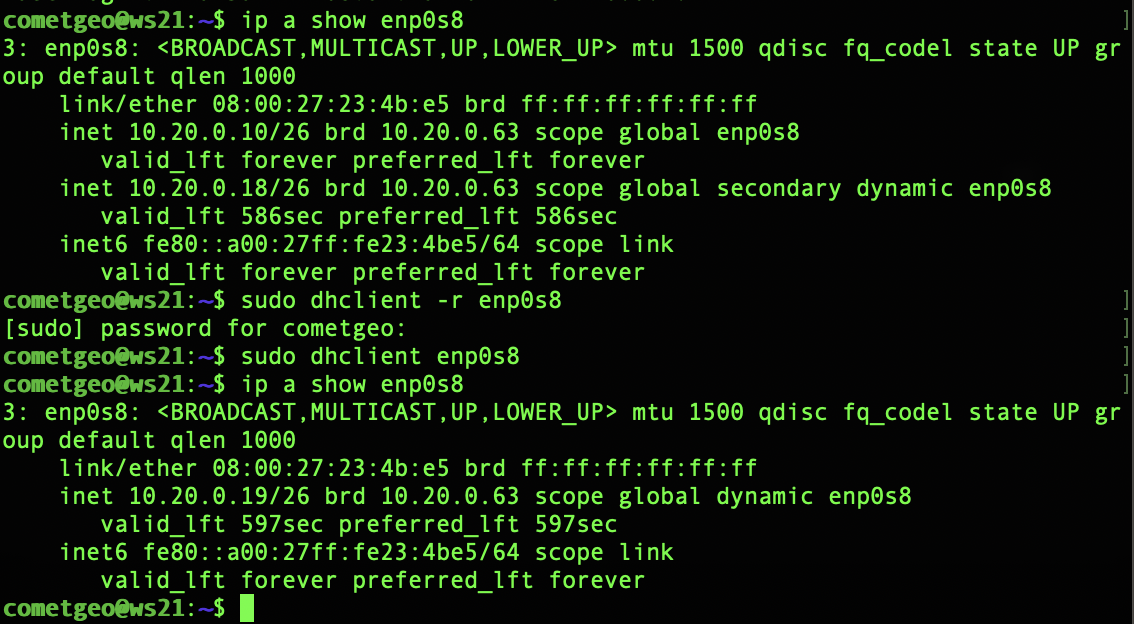 cometgeo@ws21:~$ ip a show enp0s8
3: enp0s8: <BROADCAST,MULTICAST,UP,LOWER_UP> mtu 1500 qdisc fq_codel state UP gr
oup default qlen 1000
    link/ether 08:00:27:23:4b:e5 brd ff:ff:ff:ff:ff:ff
    inet 10.20.0.10/26 brd 10.20.0.63 scope global enp0s8
       valid_lft forever preferred_lft forever
    inet 10.20.0.18/26 brd 10.20.0.63 scope global secondary dynamic enp0s8
       valid_lft 586sec preferred_lft 586sec
    inet6 fe80::a00:27ff:fe23:4be5/64 scope link
       valid_lft forever preferred_lft forever
cometgeo@ws21:~$ sudo dhclient -r enp0s8
[sudo] password for cometgeo:
cometgeo@ws21:~$ sudo dhclient enp0s8
cometgeo@ws21:~$ ip a show enp0s8
3: enp0s8: <BROADCAST,MULTICAST,UP,LOWER_UP> mtu 1500 qdisc fq_codel state UP gr
oup default qlen 1000
    link/ether 08:00:27:23:4b:e5 brd ff:ff:ff:ff:ff:ff
    inet 10.20.0.19/26 brd 10.20.0.63 scope global dynamic enp0s8
       valid_lft 597sec preferred_lft 597sec
    inet6 fe80::a00:27ff:fe23:4be5/64 scope link
       valid_lft forever preferred_lft forever
cometgeo@ws21:~$